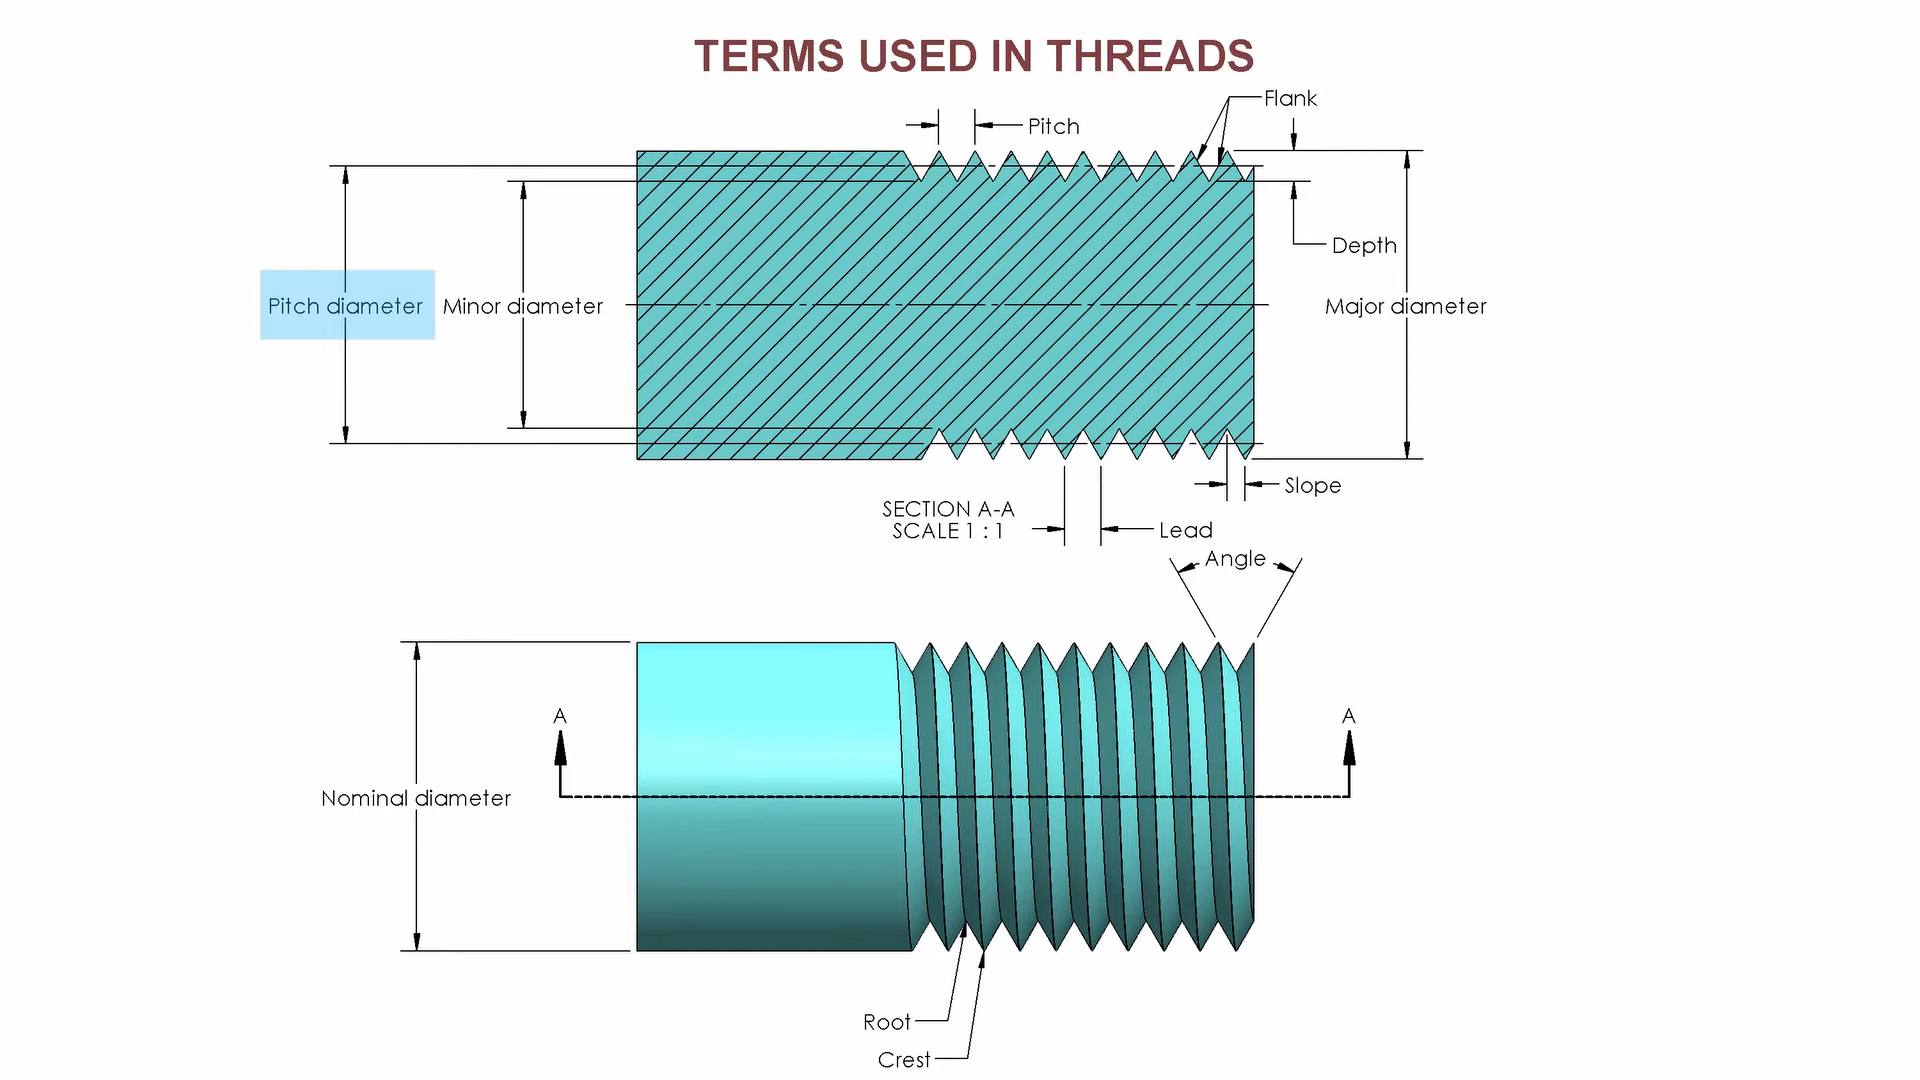 TERMS USED IN THREADS
Flank
Pitch
Depth
Pitch diameter
Minor diameter
Major diameter
Slope
SECTION A-A
SCALE 1 : 1
Lead
Angle
A
A
Nominal diameter
Root
Crest